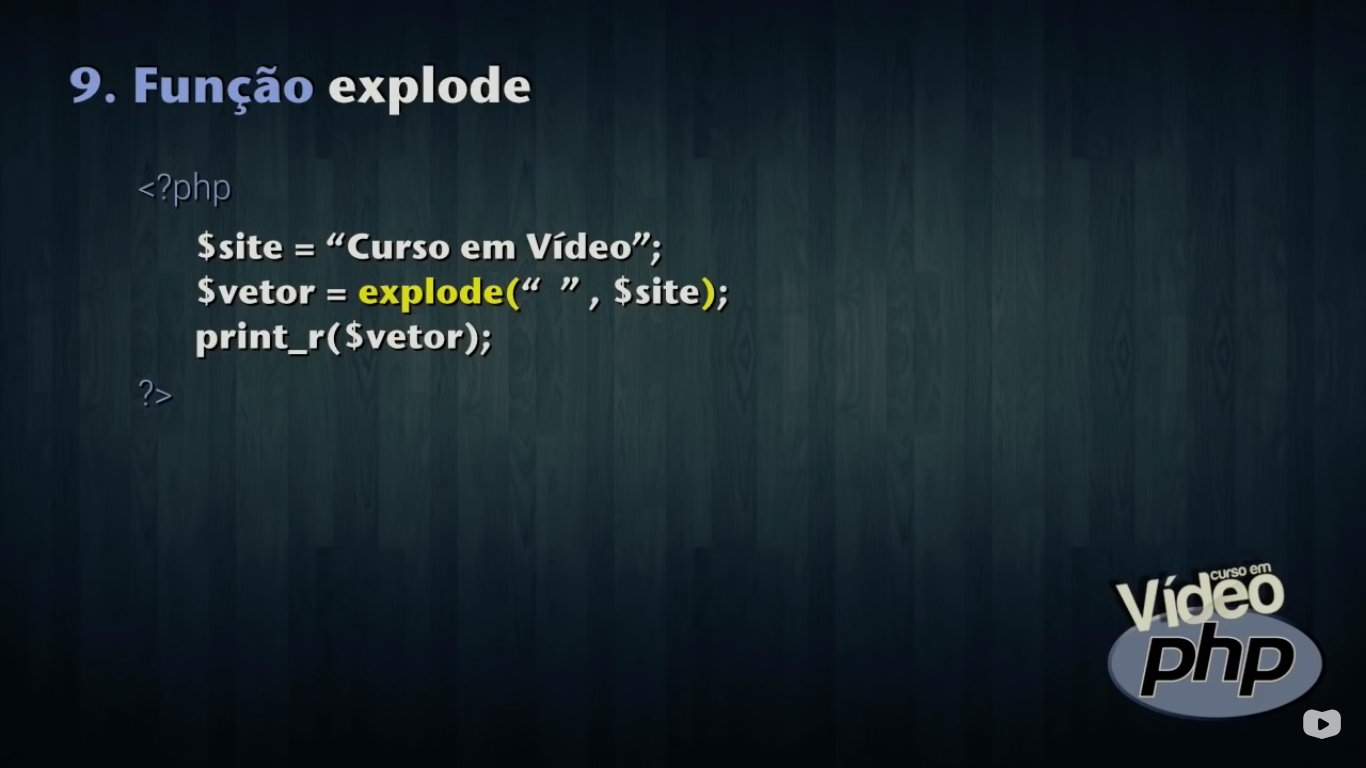 9. Função explode
<?php
$site = “Curso em Vídeo”;
$vetor = explode(“ ” , $site);
print_r($vetor);
?>
curso em
Vídeo
php